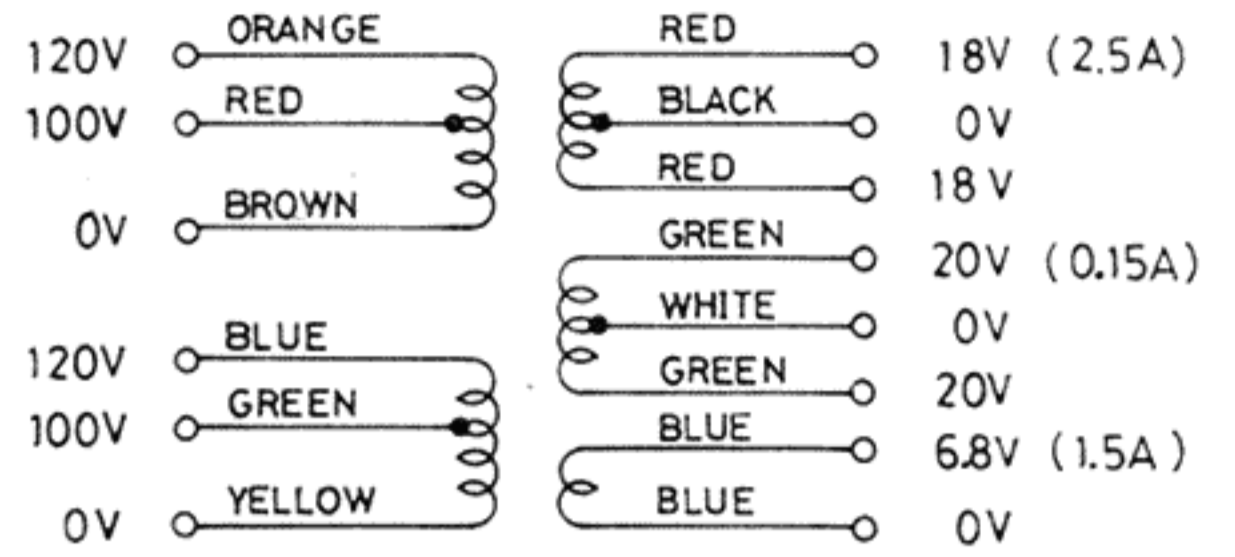 120V ORANGE RED 18V (2.5A)
100V RED BLACK 0V
RED 18V
0V BROWN
GREEN 20V (0.15A)
WHITE 0V
120V BLUE
GREEN 20V
100V GREEN
BLUE 6.8V (1.5A)
0V YELLOW BLUE 0V